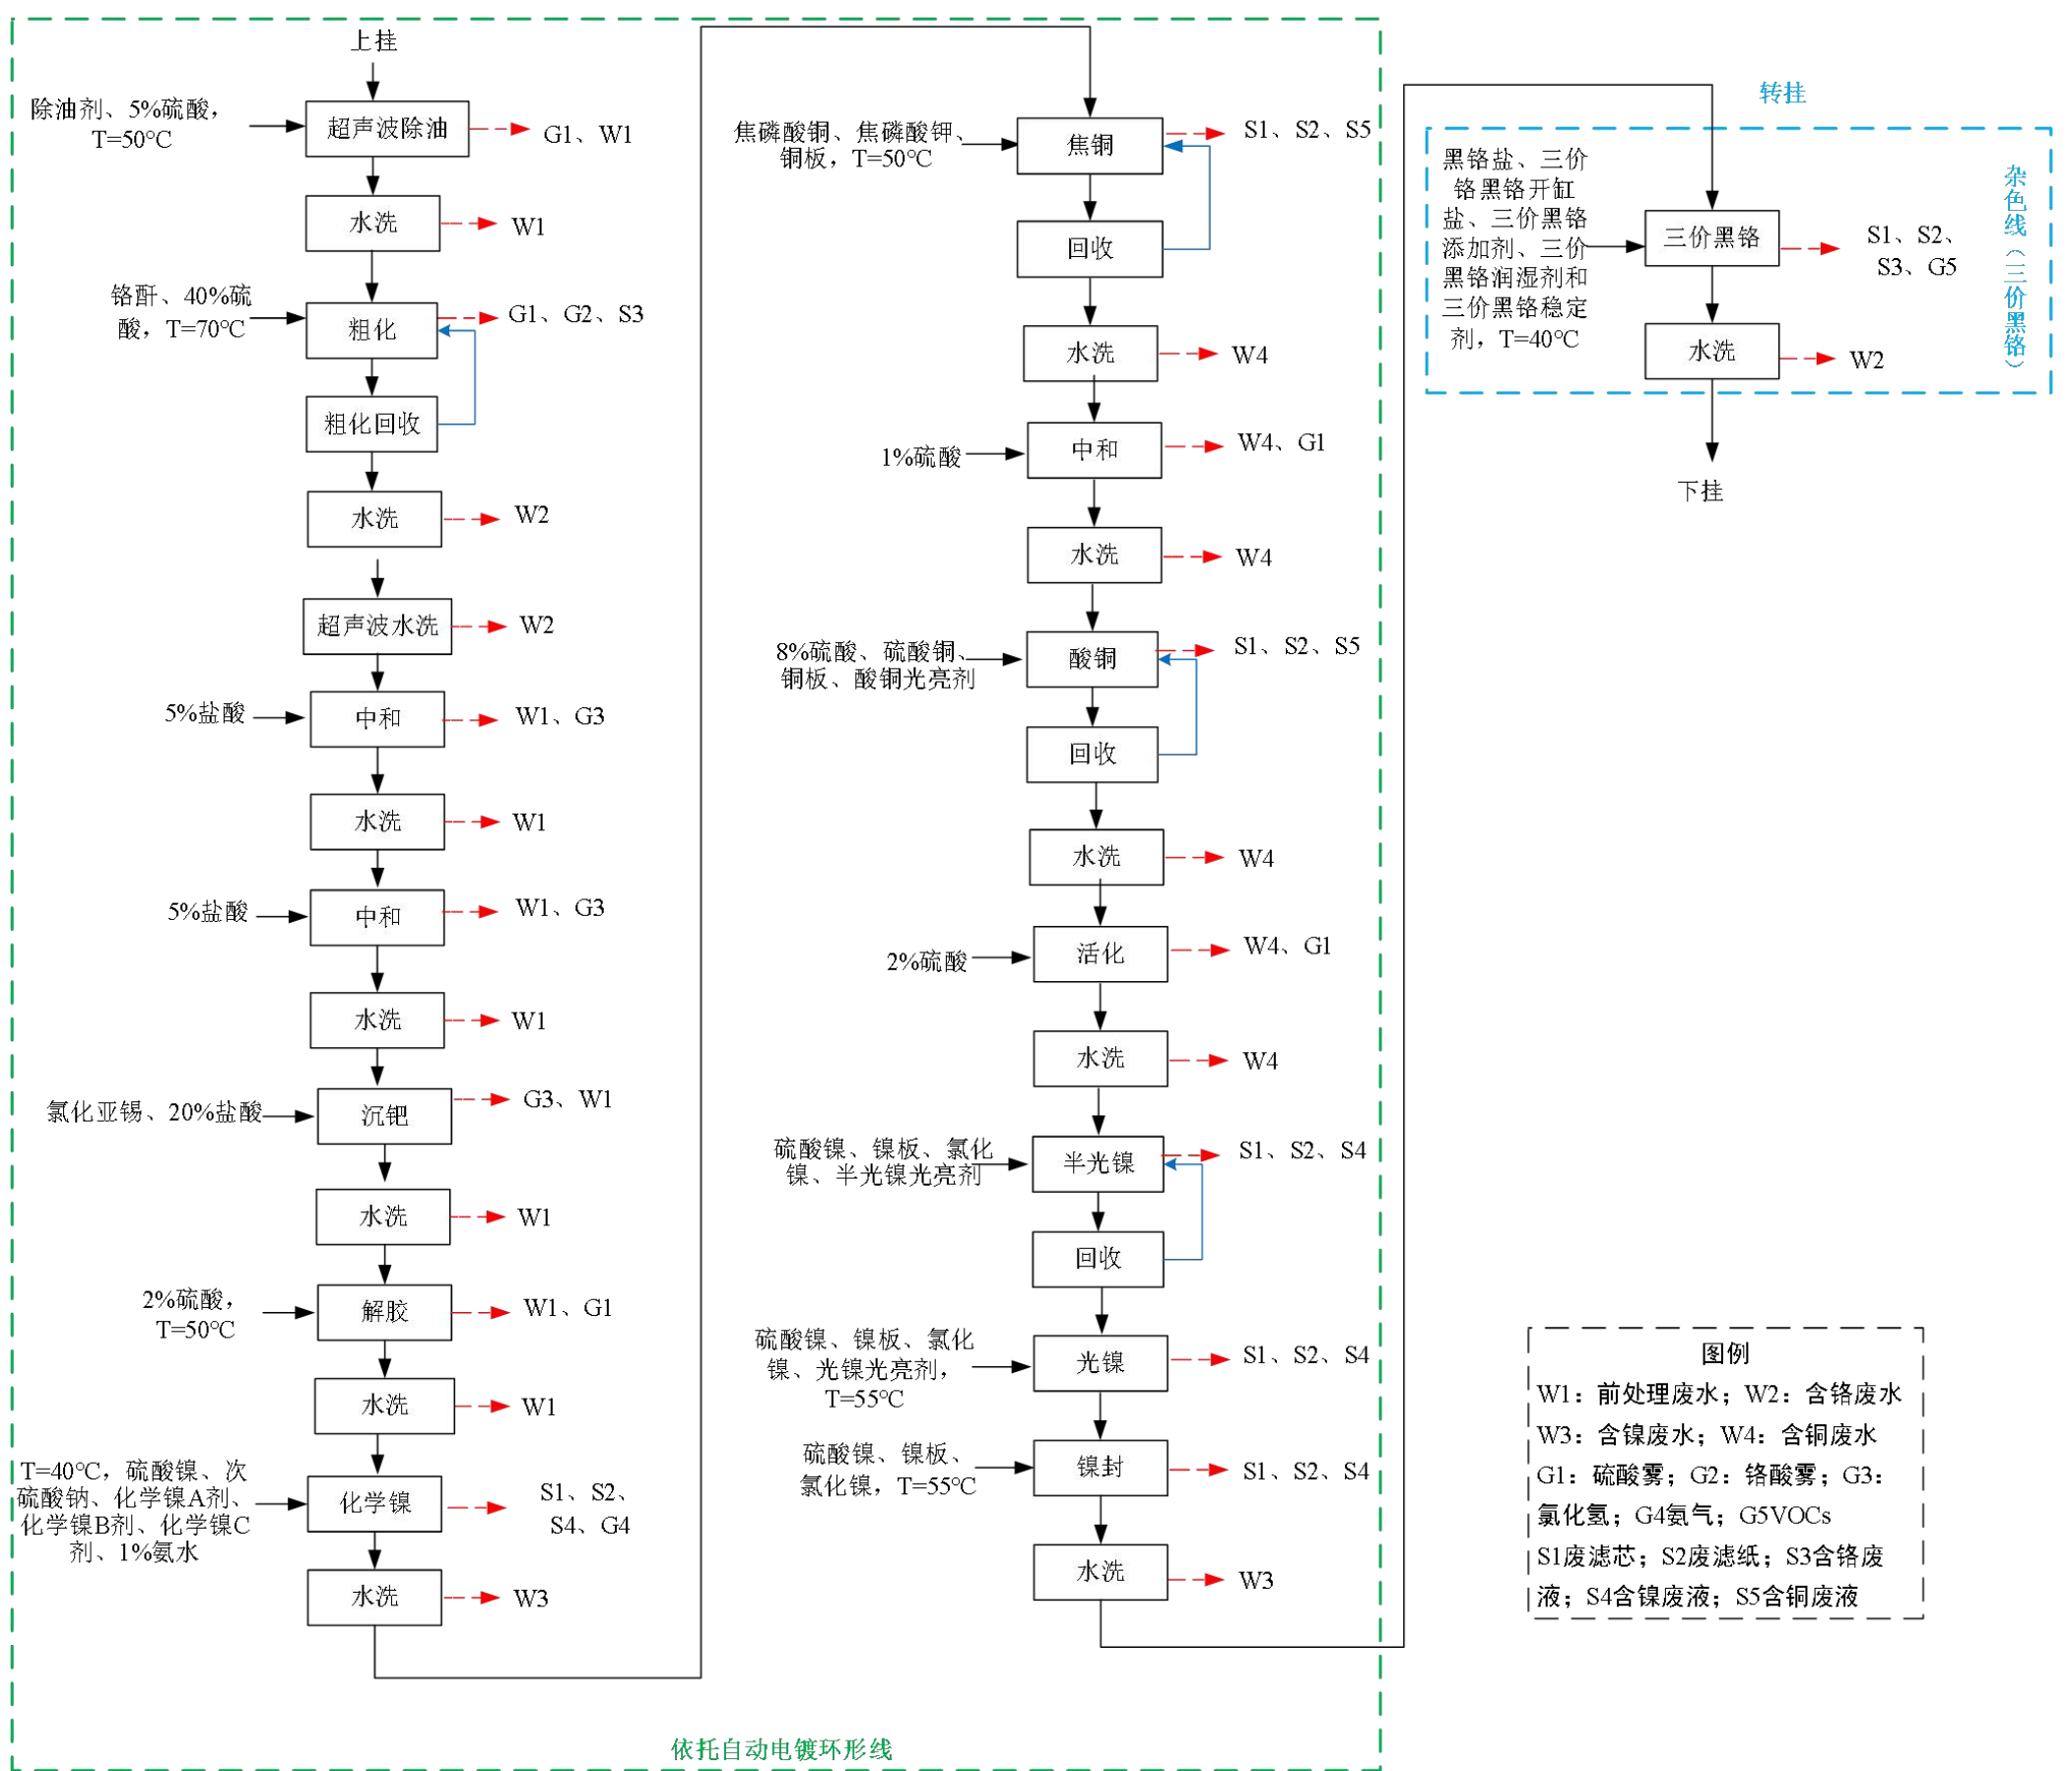 上挂
除油剂、5%硫酸，
T=50℃
超声波除油
G1、W1
水洗
W1
铬酐、40%硫
酸，T=70℃
粗化
G1、G2、S3
粗化回收
水洗
W2
超声波水洗
W2
5%盐酸
中和
W1、G3
水洗
W1
5%盐酸
中和
W1、G3
水洗
W1
氯化亚锡、20%盐酸
沉钯
G3、W1
水洗
W1
2%硫酸，
T=50℃
解胶
W1、G1
水洗
W1
T=40℃，硫酸镍、次
硫酸钠、化学镍A剂、
化学镍B剂、化学镍C
剂、1%氨水
化学镍
S1、S2、
S4、G4
水洗
W3
焦磷酸铜、焦磷酸钾、
铜板，T=50℃
焦铜
S1、S2、S5
回收
水洗
W4
1%硫酸
中和
W4、G1
水洗
W4
8%硫酸、硫酸铜、
铜板、酸铜光亮剂
酸铜
S1、S2、S5
回收
水洗
W4
2%硫酸
活化
W4、G1
水洗
W4
硫酸镍、镍板、氯化
镍、半光镍光亮剂
半光镍
S1、S2、S4
回收
硫酸镍、镍板、氯化
镍、光镍光亮剂，
T=55℃
光镍
S1、S2、S4
硫酸镍、镍板、
氯化镍，T=55℃
镍封
S1、S2、S4
水洗
W3
依托自动电镀环形线
转挂
黑铬盐、三价
铬黑铬开缸
盐、三价黑铬
添加剂、三价
黑铬润湿剂和
三价黑铬稳定
剂，T=40℃
三价黑铬
S1、S2、
S3、G5
水洗
W2
杂色线（三价黑铬）
下挂
图例
W1：前处理废水；W2：含铬废水
W3：含镍废水；W4：含铜废水
G1：硫酸雾；G2：铬酸雾；G3：
氯化氢；G4氨气；G5VOCs
S1废滤芯；S2废滤纸；S3含铬废
液；S4含镍废液；S5含铜废液